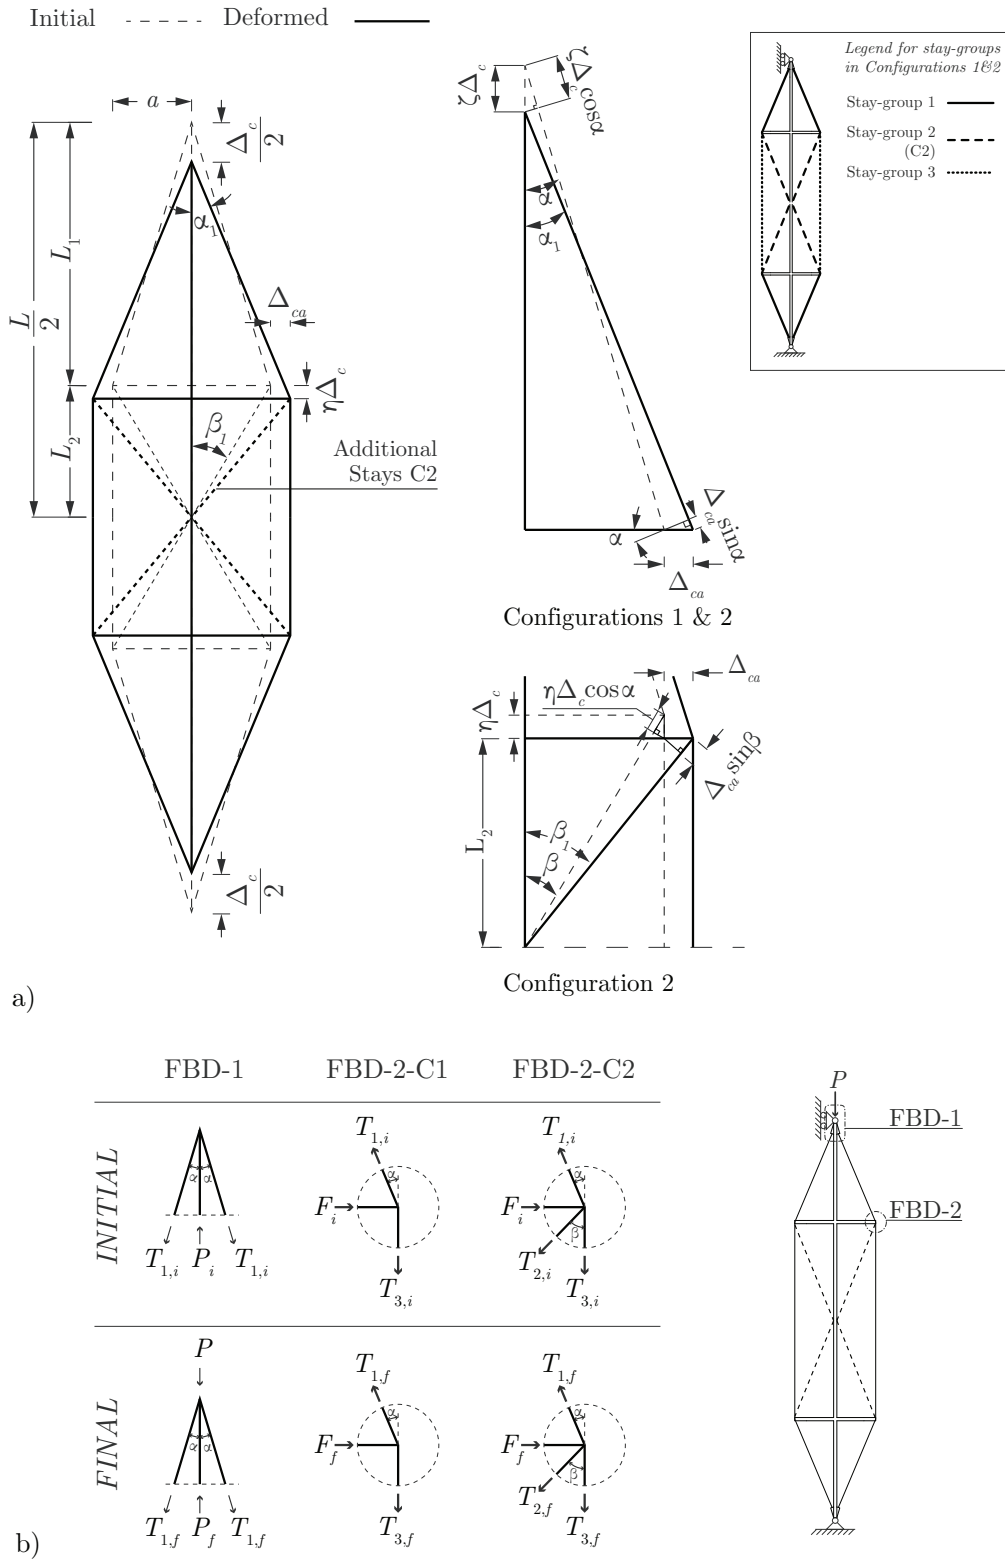 Initial
Deformed
a
Δc/2
L1
α1
L/2
Δca
ηΔc
L2
β1
Additional
Stays C2
Δc/2
a)
ζΔc
ζΔc cosα
α
α1
α
Δca sinα
Δca
Configurations 1 & 2
Δca
ηΔc cosα
ηΔc
Δca sinβ
L2
β1
β
Configuration 2
Legend for stay-groups
in Configurations 1&2
Stay-group 1
Stay-group 2
(C2)
Stay-group 3
FBD-1 FBD-2-C1 FBD-2-C2
INITIAL
α α
T1,i Pi T1,i
T1,i
α
Fi
T3,i
T1,i
α
Fi
β
T2,i
T3,i
FINAL
P
α α
T1,f Pf T1,f
T1,f
α
Ff
T3,f
T1,f
α
Ff
β
T2,f
T3,f
P
FBD-1
FBD-2
b)